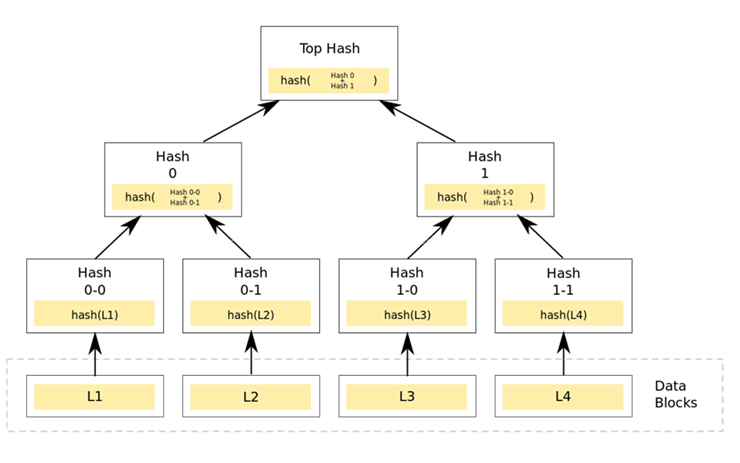 Top Hash
hash( Hash 0 + Hash 1 )
Hash
0
hash( Hash 0-0 + Hash 0-1 )
Hash
1
hash( Hash 1-0 + Hash 1-1 )
Hash
0-0
hash(L1)
Hash
0-1
hash(L2)
Hash
1-0
hash(L3)
Hash
1-1
hash(L4)
L1
L2
L3
L4
Data
Blocks